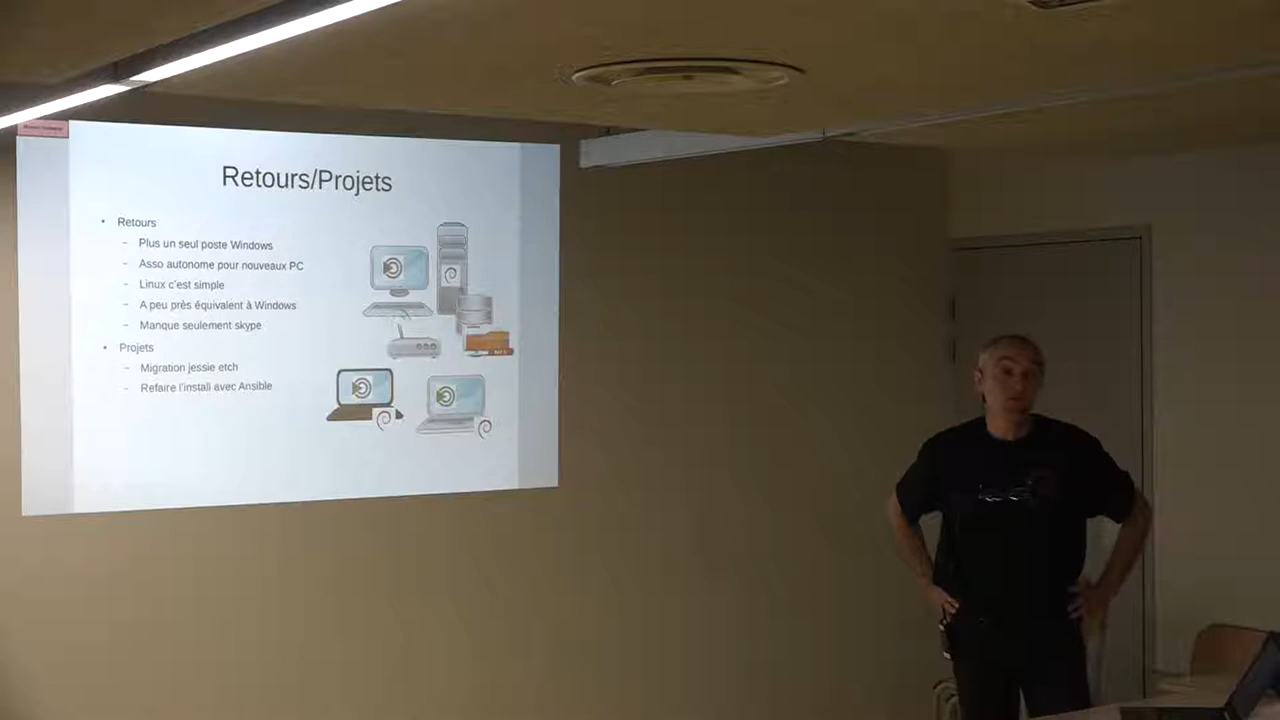 Retours/Projets
• Retours
– Plus un seul poste Windows
– Asso autonome pour nouveaux PC
– Linux c'est simple
– A peu près équivalent à Windows
– Manque seulement skype
• Projets
– Migration jessie etch
– Refaire l'install avec Ansible